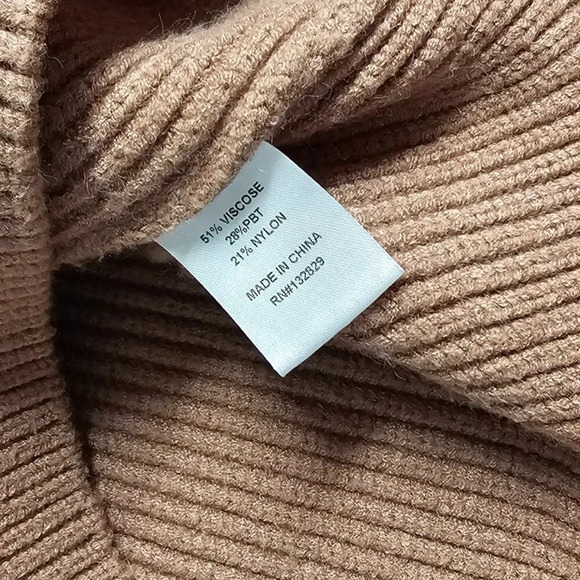 51% VISCOSE
28%PBT
21% NYLON
MADE IN CHINA
RN#132829